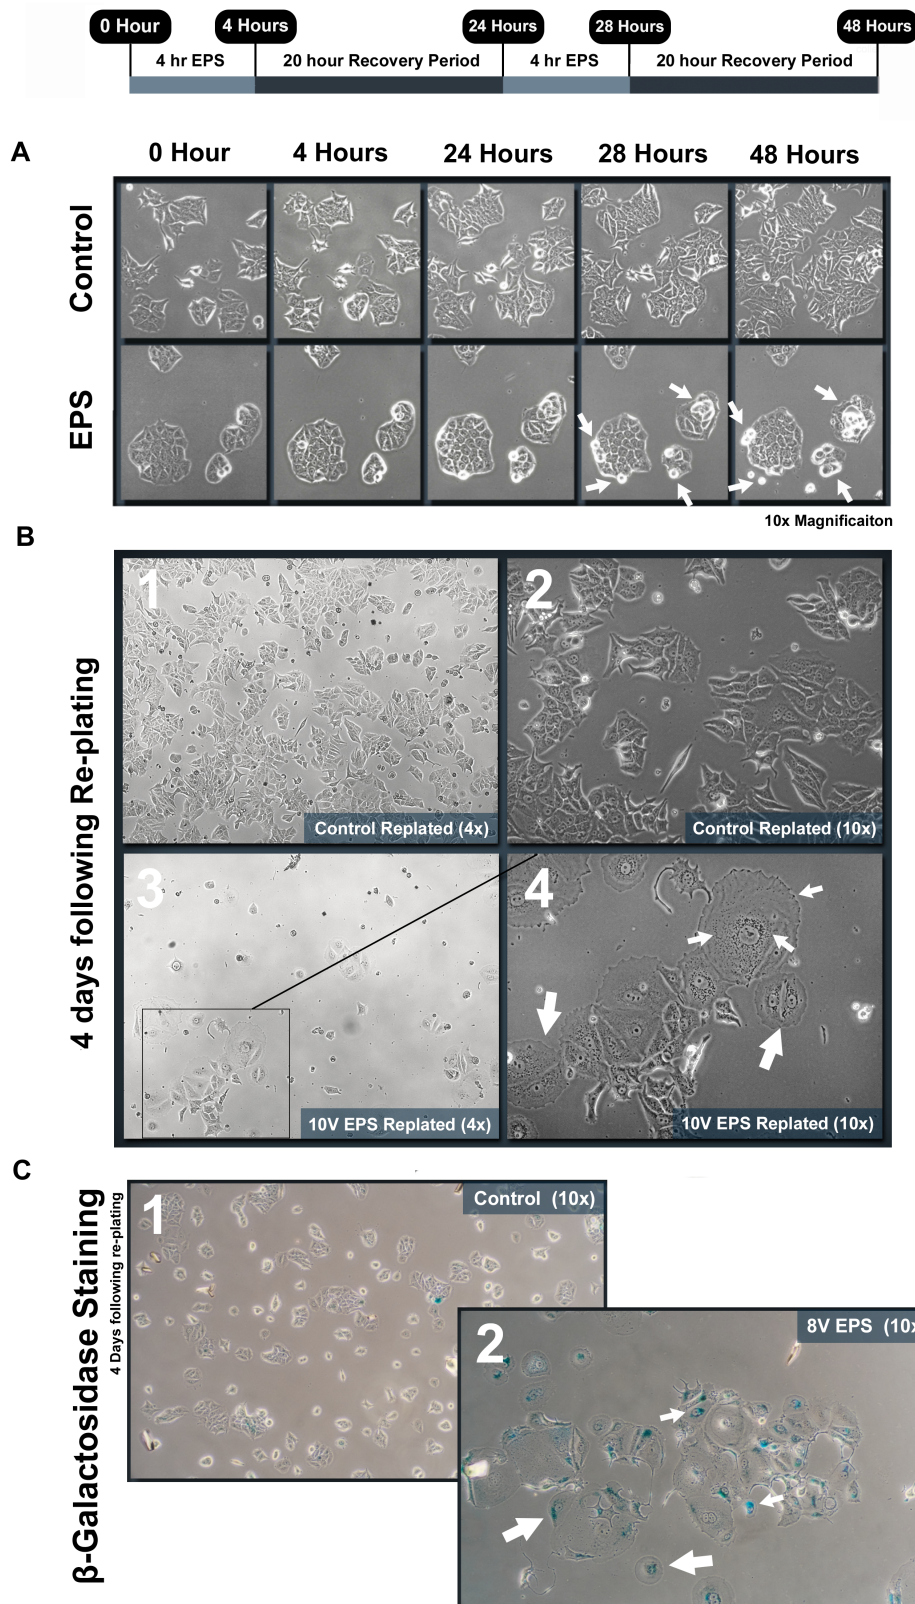 0 Hour
4 Hours
24 Hours
28 Hours
48 Hours
4 hr EPS
20 hour Recovery Period
4 hr EPS
20 hour Recovery Period
A
0 Hour
4 Hours
24 Hours
28 Hours
48 Hours
Control
EPS
10x Magnificaiton
B
4 days following Re-plating
1
Control Replated (4x)
2
Control Replated (10x)
3
10V EPS Replated (4x)
4
10V EPS Replated (10x)
C
β-Galactosidase Staining
4 Days following re-plating
1
Control (10x)
2
8V EPS (10x